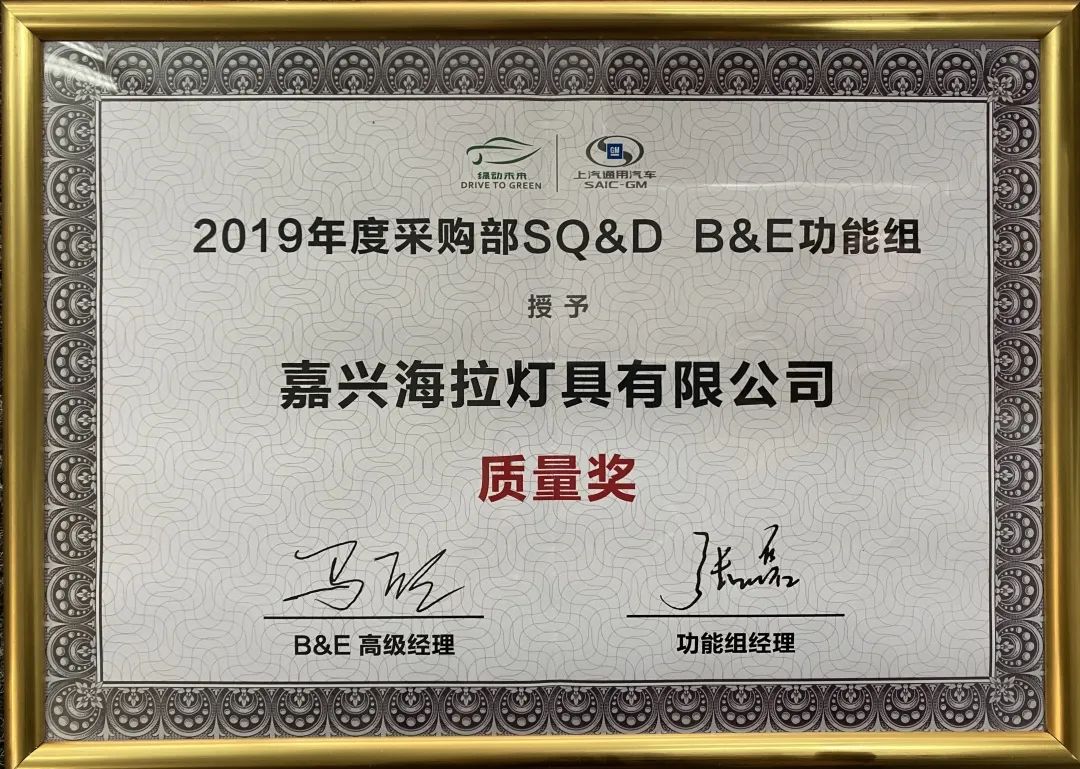 绿动未来
DRIVE TO GREEN
GM
上汽通用汽车
SAIC-GM
2019年度采购部SQ&D B&E功能组
授予
嘉兴海拉灯具有限公司
质量奖
B&E 高级经理
功能组经理